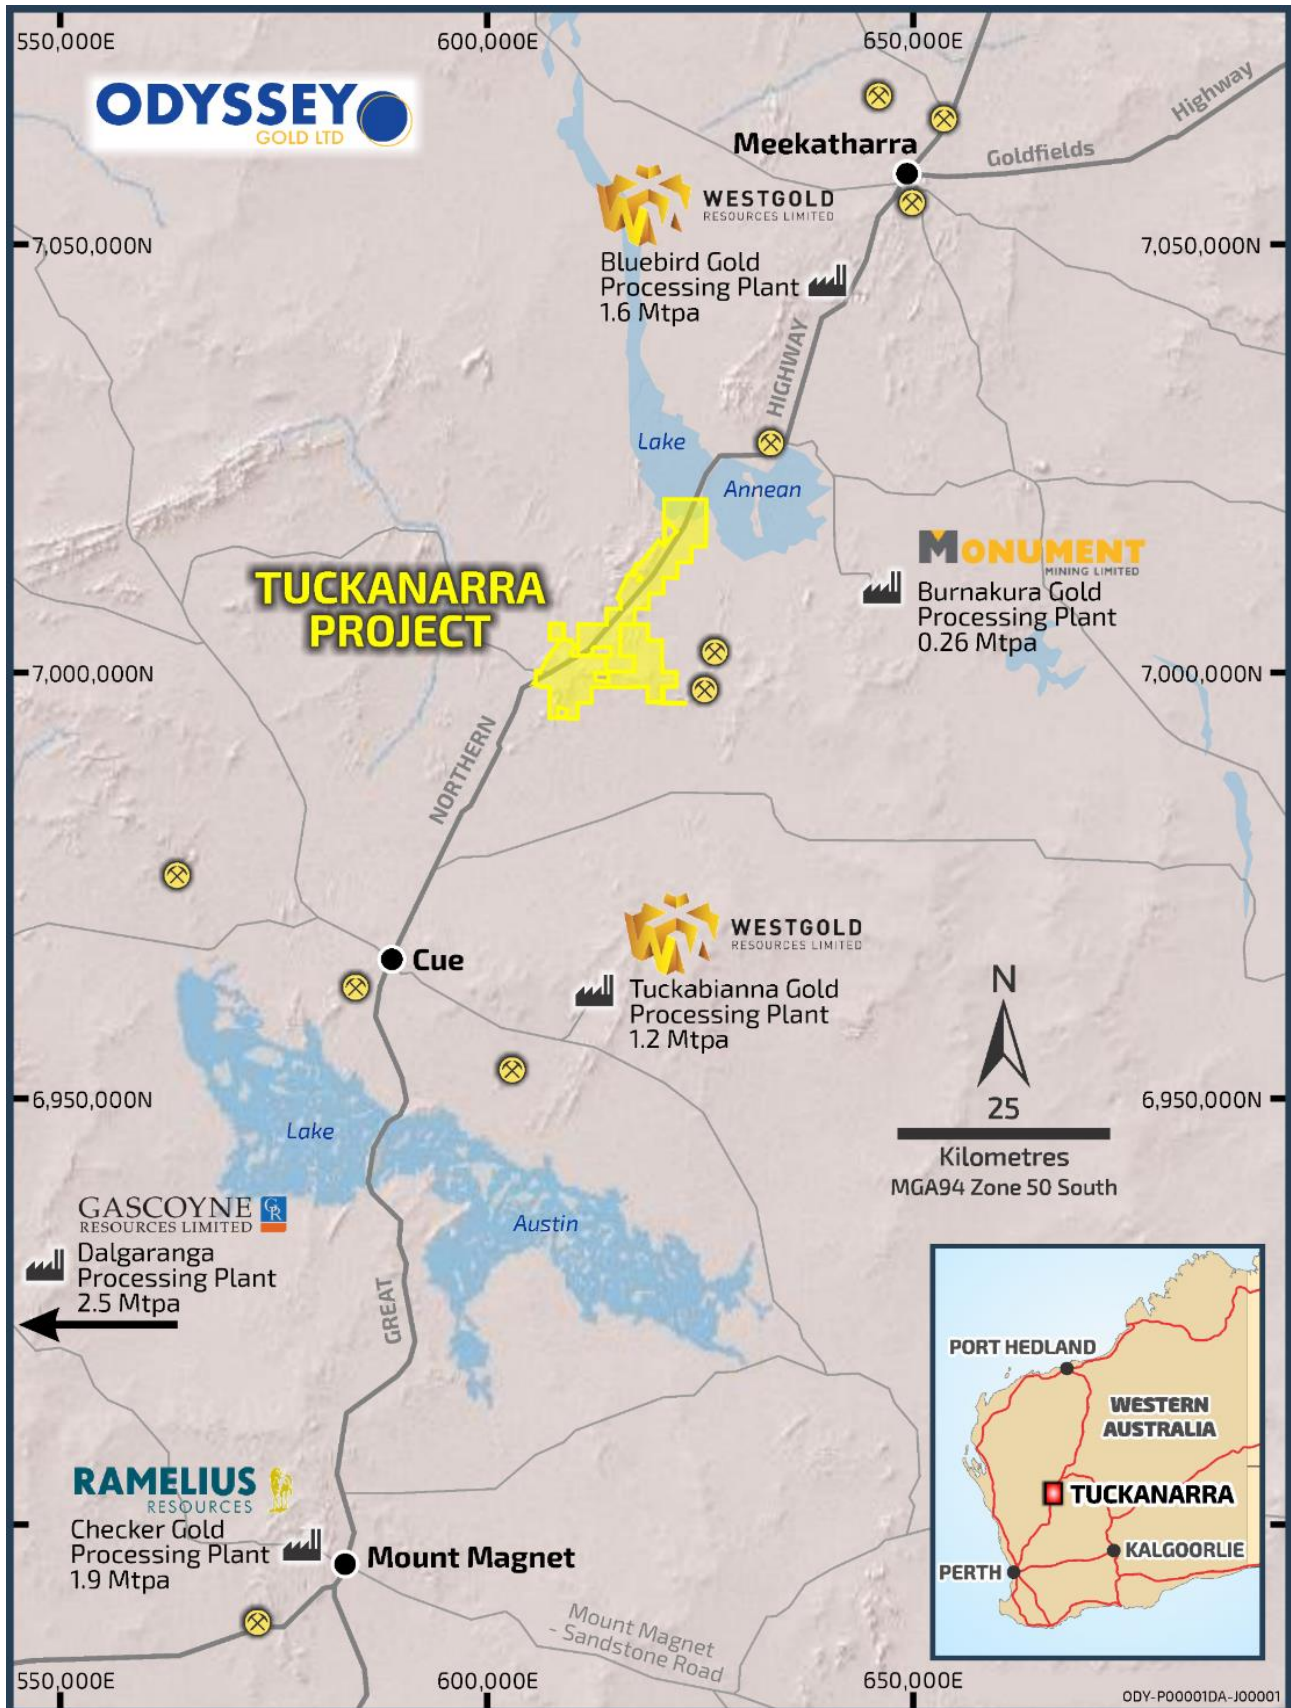 550,000E
600,000E
650,000E
ODYSSEY
GOLD LTD
Highway
Goldfields
Meekatharra
WESTGOLD
RESOURCES LIMITED
7,050,000N
7,050,000N
Bluebird Gold
Processing Plant
1.6 Mtpa
HIGHWAY
Lake
Annean
MONUMENT
MINING LIMITED
Burnakura Gold
Processing Plant
0.26 Mtpa
TUCKANARRA
PROJECT
7,000,000N
7,000,000N
NORTHERN
WESTGOLD
RESOURCES LIMITED
Cue
Tuckabianna Gold
Processing Plant
1.2 Mtpa
N
25
Kilometres
MGA94 Zone 50 South
6,950,000N
6,950,000N
Lake
Austin
GASCOYNE
RESOURCES LIMITED
GR
Dalgaranga
Processing Plant
2.5 Mtpa
GREAT
PORT HEDLAND
WESTERN
AUSTRALIA
TUCKANARRA
KALGOORLIE
PERTH
RAMELIUS
RESOURCES
Checker Gold
Processing Plant
1.9 Mtpa
Mount Magnet
Mount Magnet
- Sandstone Road
550,000E
600,000E
650,000E
ODY-P00001DA-J00001